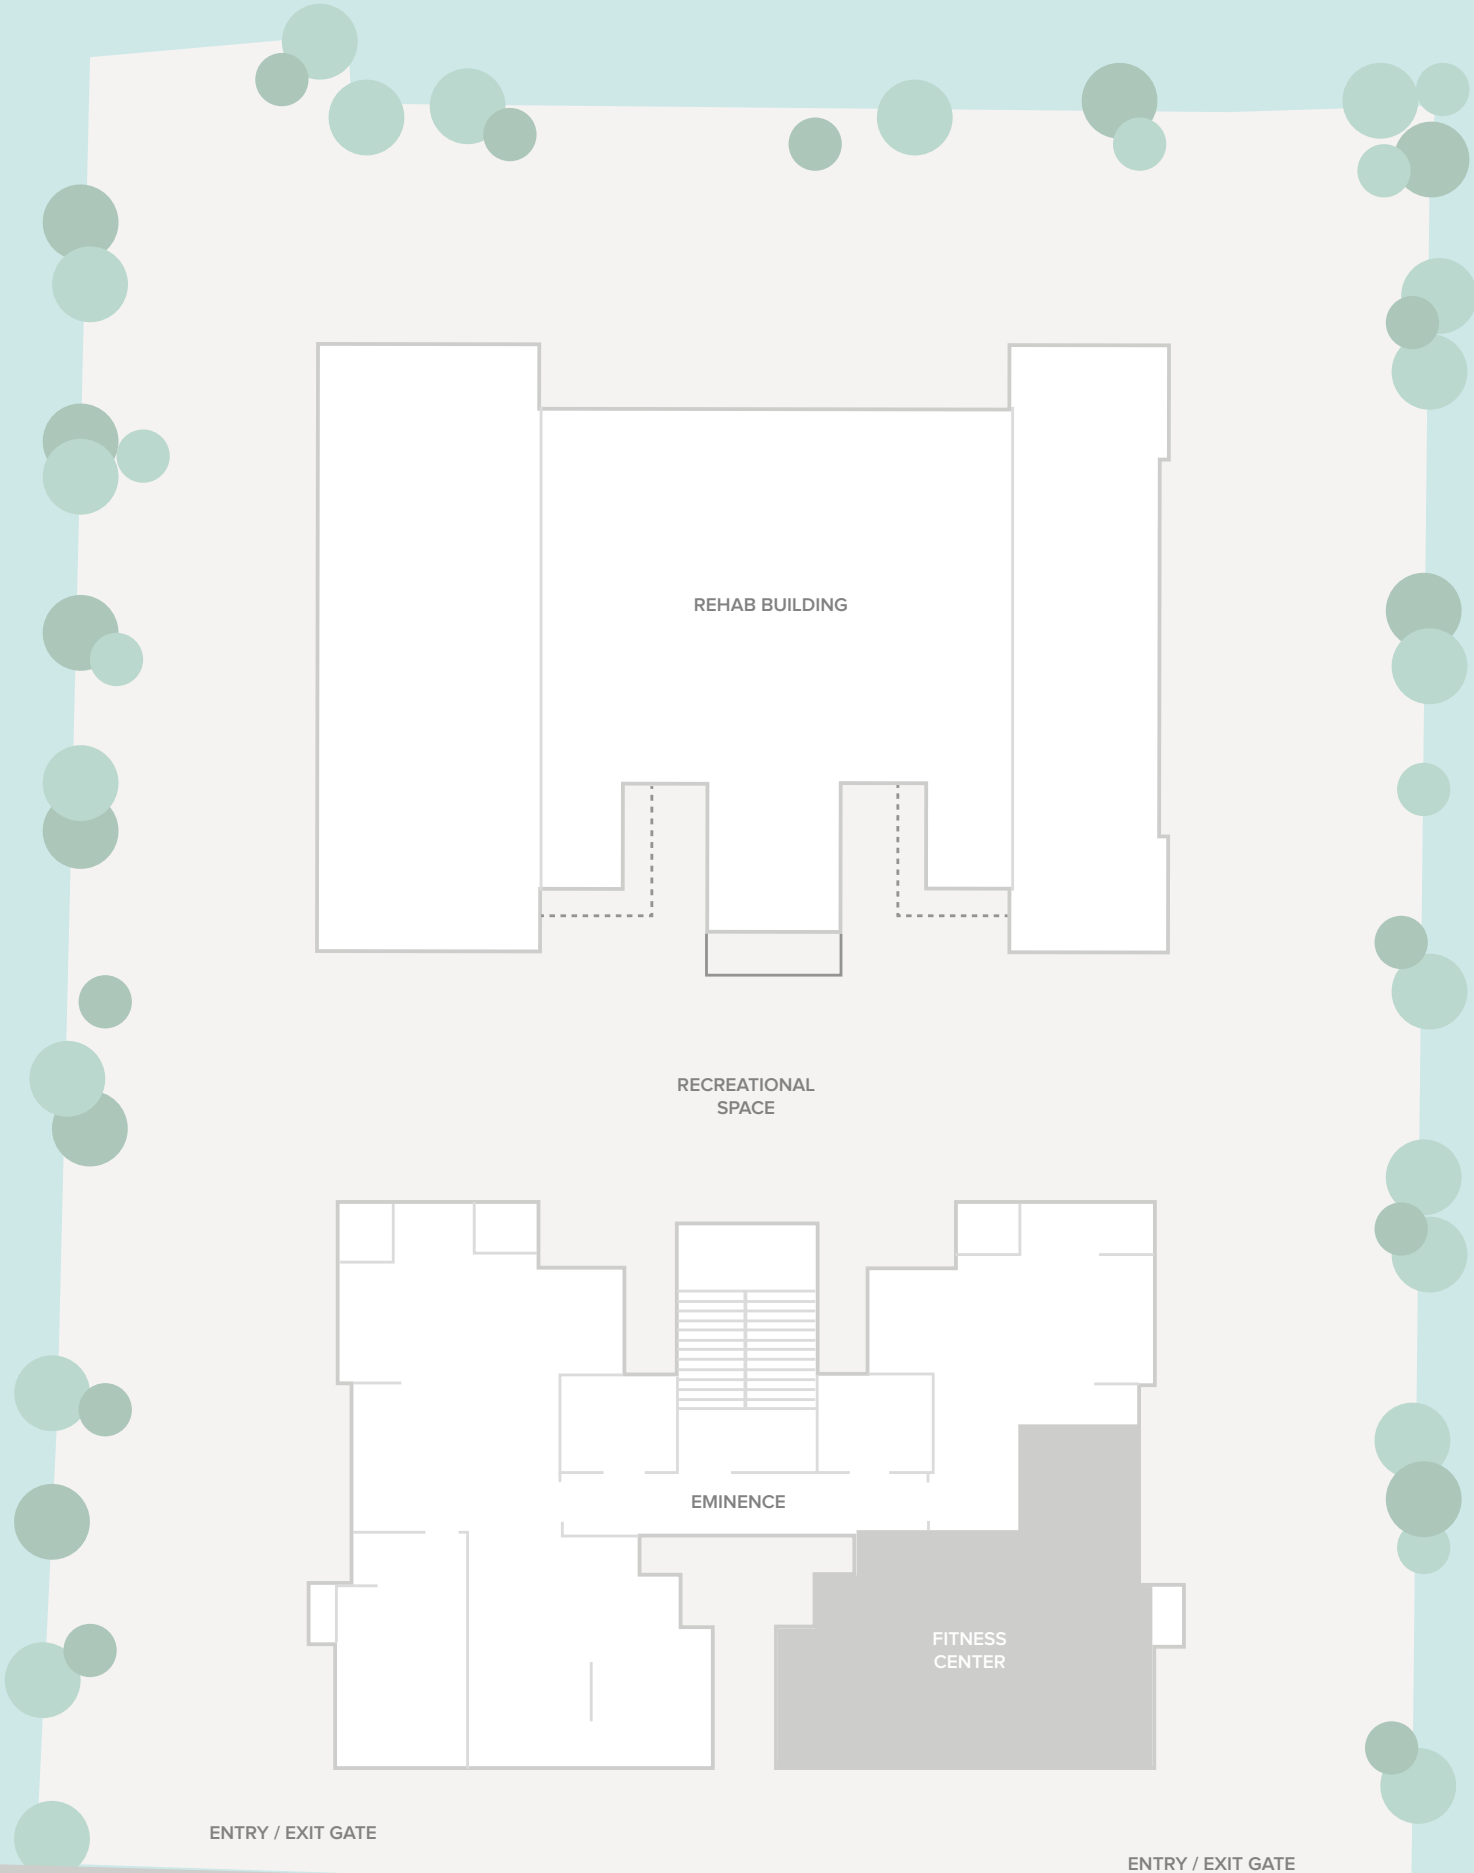 REHAB BUILDING
RECREATIONAL
SPACE
EMINENCE
FITNESS
CENTER
ENTRY / EXIT GATE
ENTRY / EXIT GATE